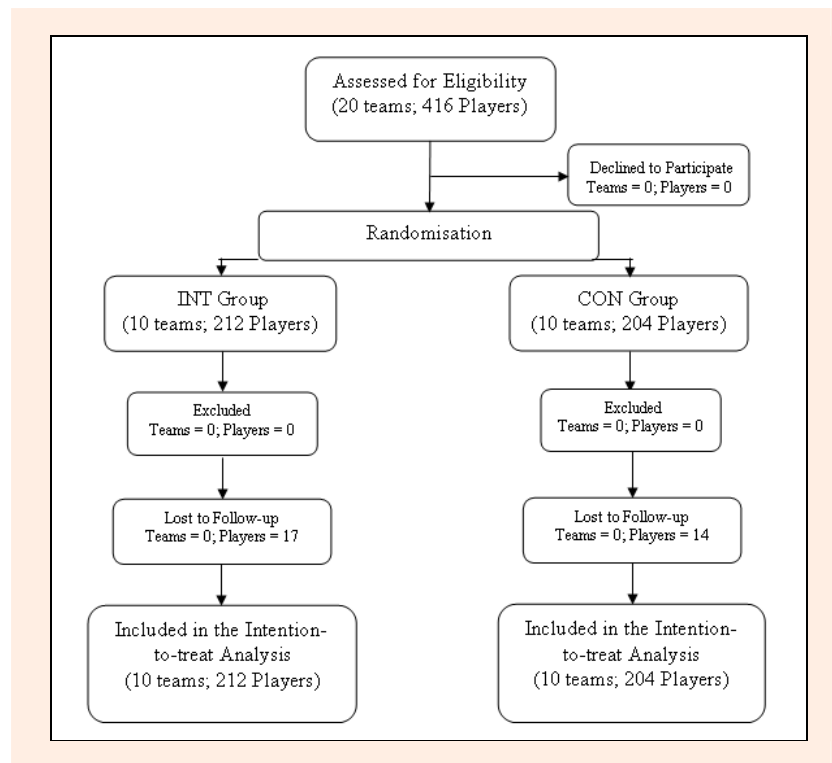 Assessed for Eligibility
(20 teams; 416 Players)
Declined to Participate
Teams = 0; Players = 0
Randomisation
INT Group
(10 teams; 212 Players)
CON Group
(10 teams; 204 Players)
Excluded
Teams = 0; Players = 0
Excluded
Teams = 0; Players = 0
Lost to Follow-up
Teams = 0; Players = 17
Lost to Follow-up
Teams = 0; Players = 14
Included in the Intention-
to-treat Analysis
(10 teams; 212 Players)
Included in the Intention-
to-treat Analysis
(10 teams; 204 Players)